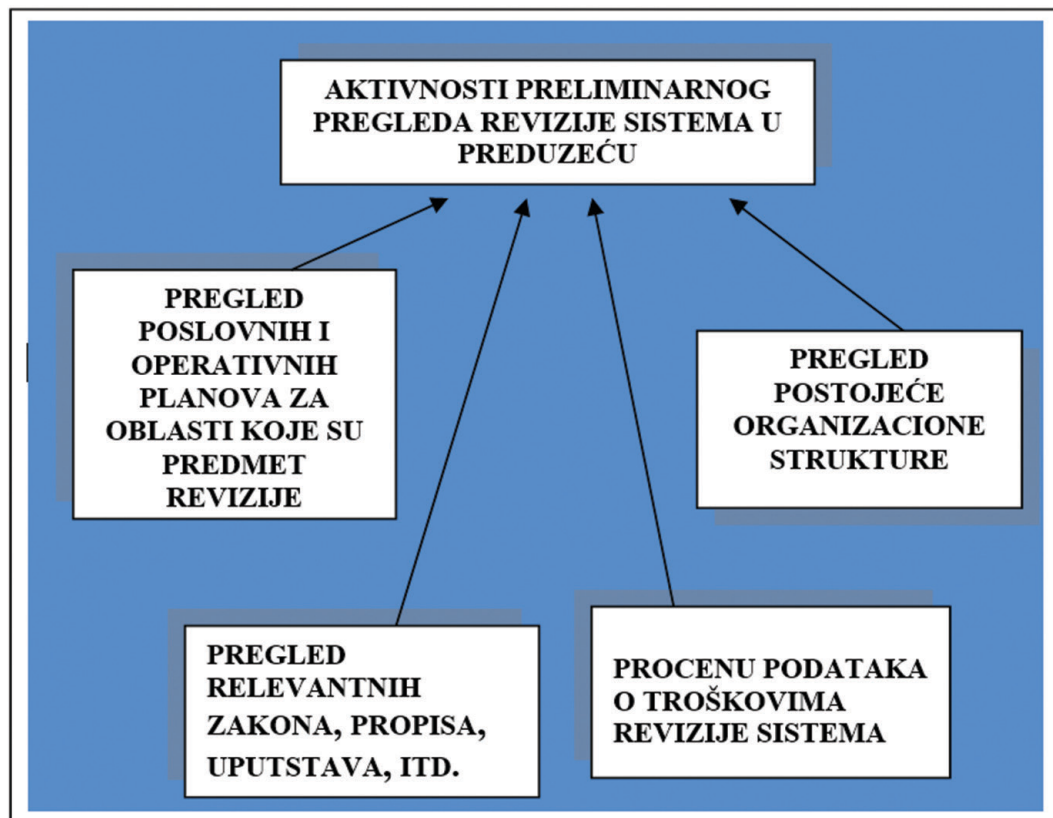 AKTIVNOSTI PRELIMINARNOG
PREGLEDA REVIZIJE SISTEMA U
PREDUZEĆU
PREGLED
POSLOVNIH I
OPERATIVNIH
PLANOVA ZA
OBLASTI KOJE SU
PREDMET
REVIZIJE
PREGLED
POSTOJEĆE
ORGANIZACIONE
STRUKTURE
PREGLED
RELEVANTNIH
ZAKONA, PROPISA,
UPUTSTAVA, ITD.
PROCENU PODATAKA
O TROŠKOVIMA
REVIZIJE SISTEMA